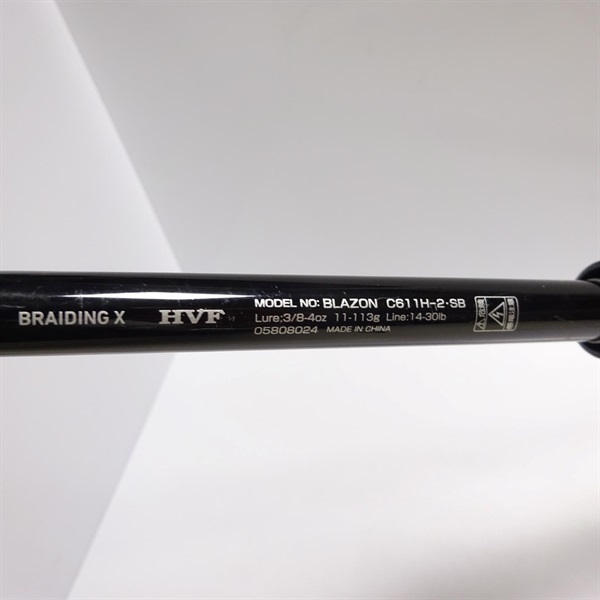 BRAIDING X HVF
MODEL NO: BLAZON C611H-2・SB
Lure:3/8-4oz 11-113g Line:14-30lb
05808024 MADE IN CHINA